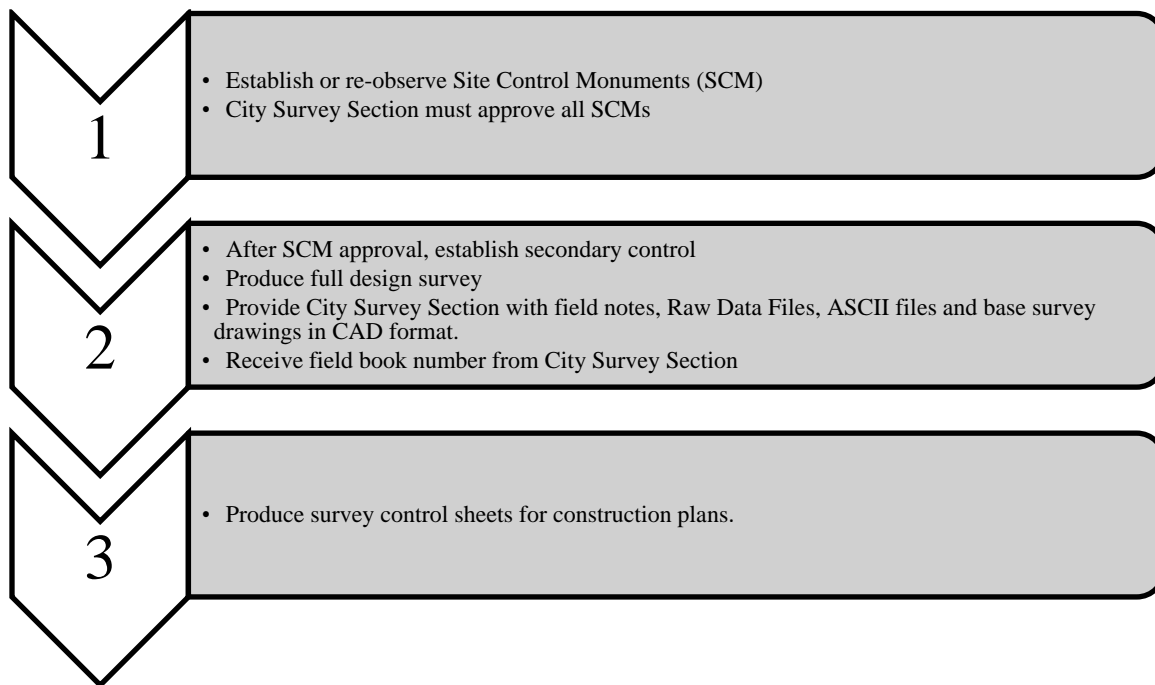 1
• Establish or re-observe Site Control Monuments (SCM)
• City Survey Section must approve all SCMs
2
• After SCM approval, establish secondary control
• Produce full design survey
• Provide City Survey Section with field notes, Raw Data Files, ASCII files and base survey
drawings in CAD format.
• Receive field book number from City Survey Section
3
• Produce survey control sheets for construction plans.